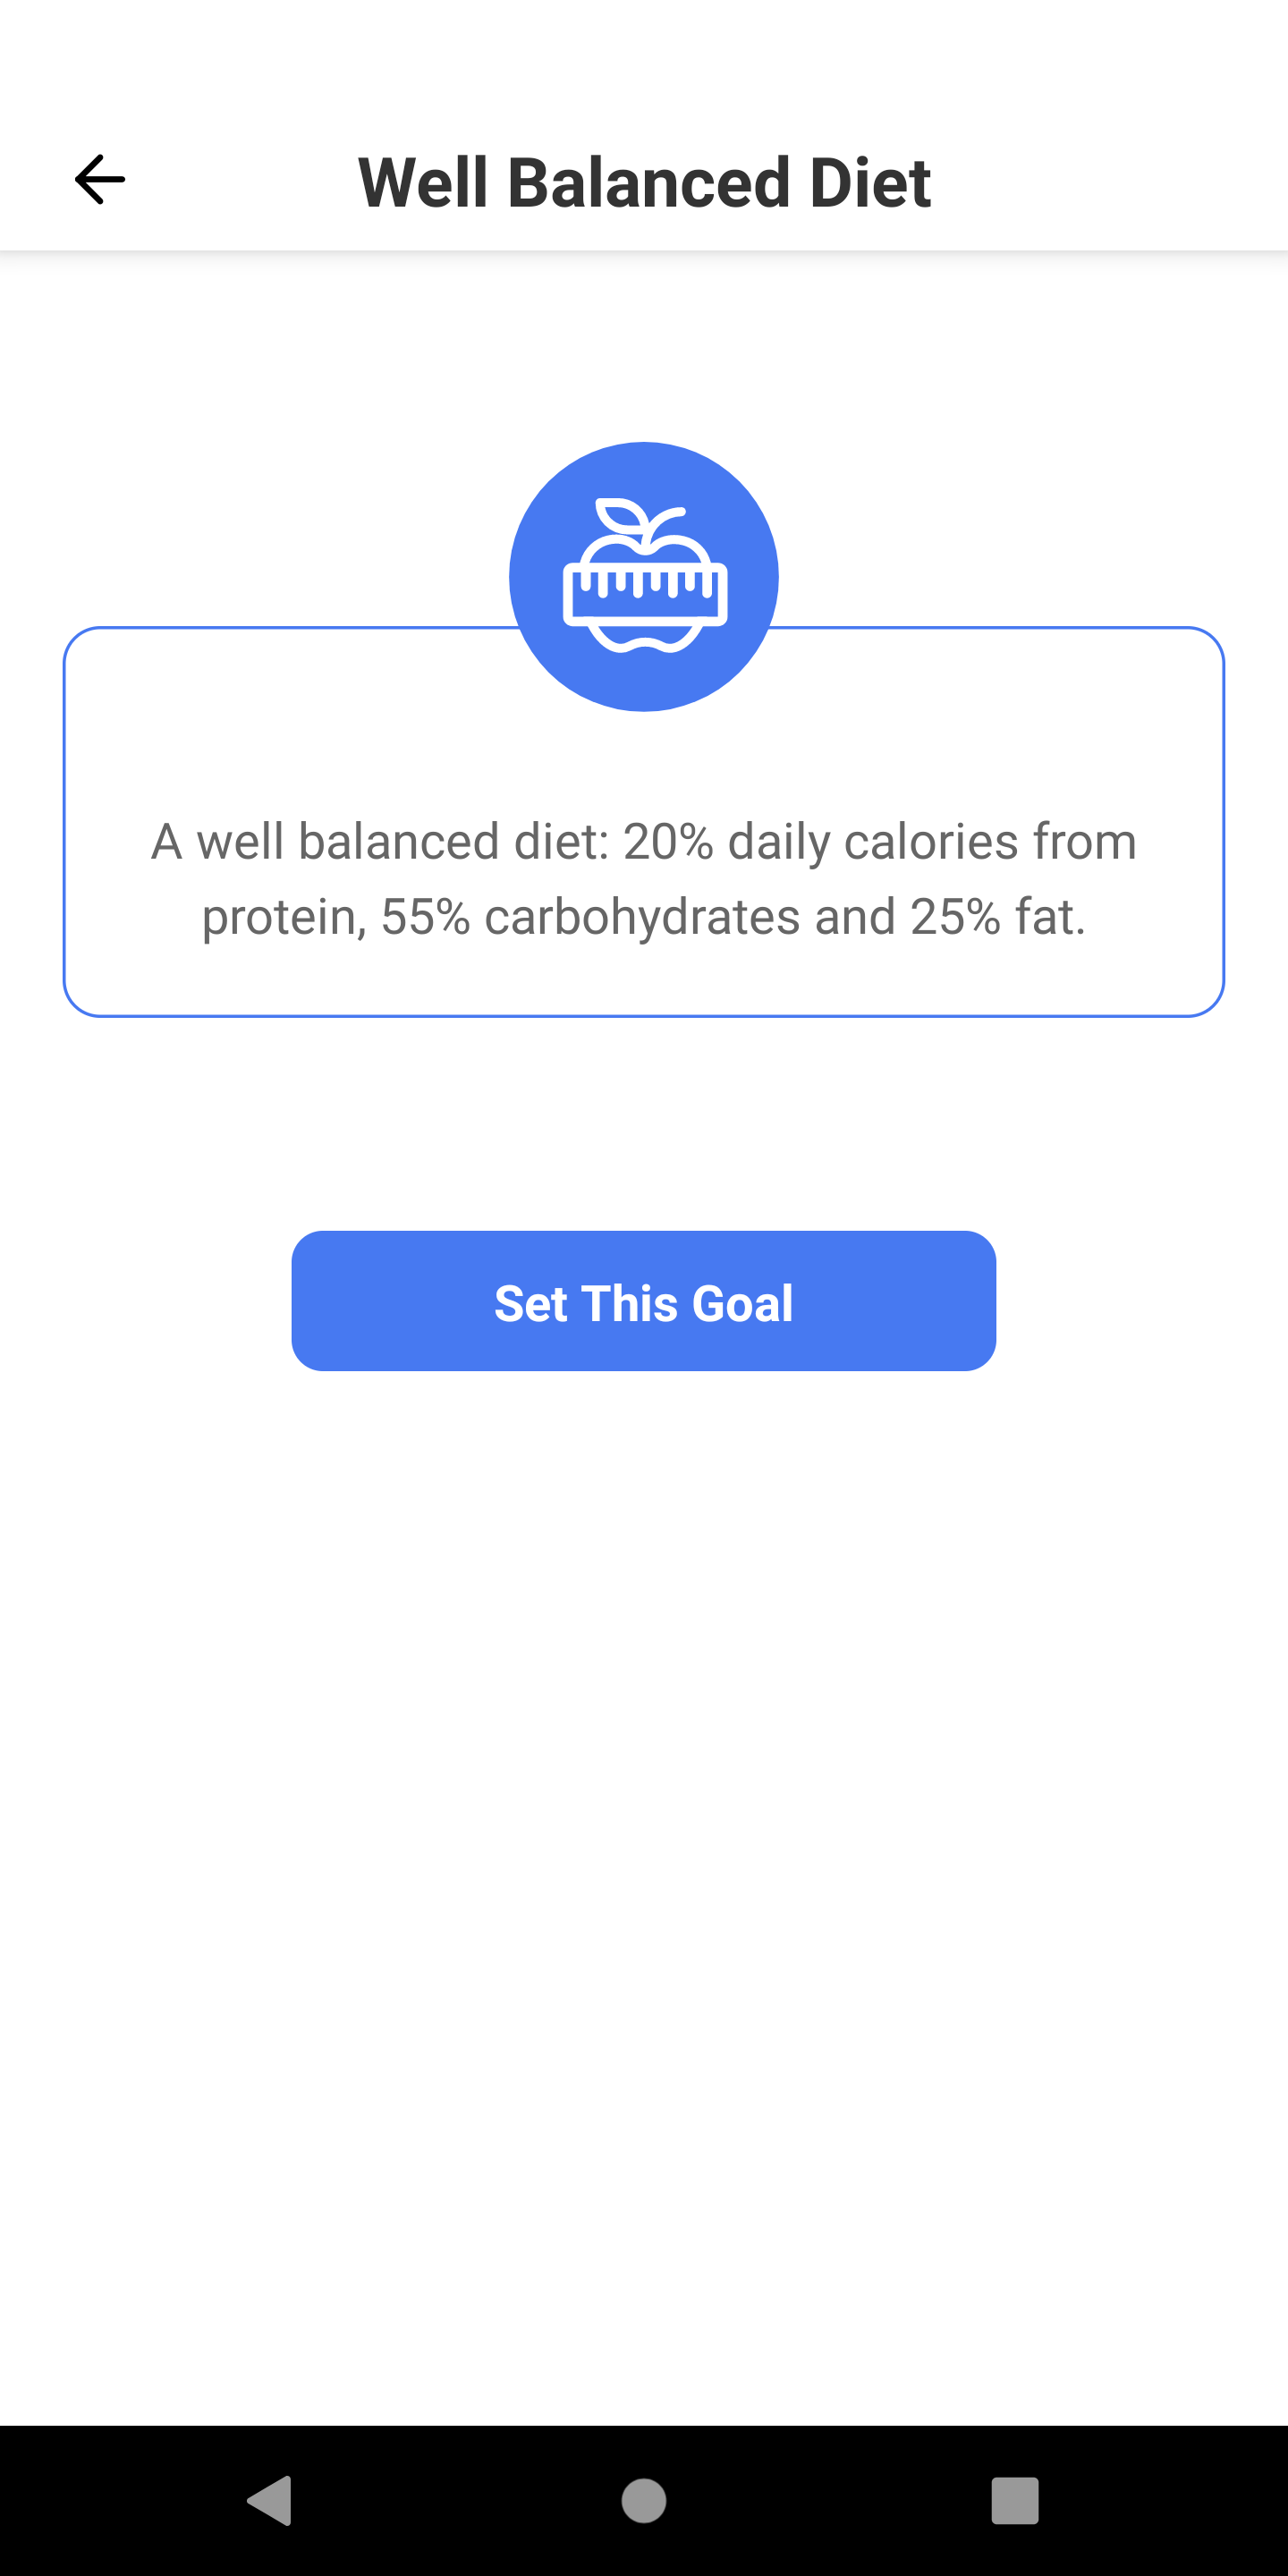 Well Balanced Diet
A well balanced diet: 20% daily calories from
protein, 55% carbohydrates and 25% fat.
Set This Goal